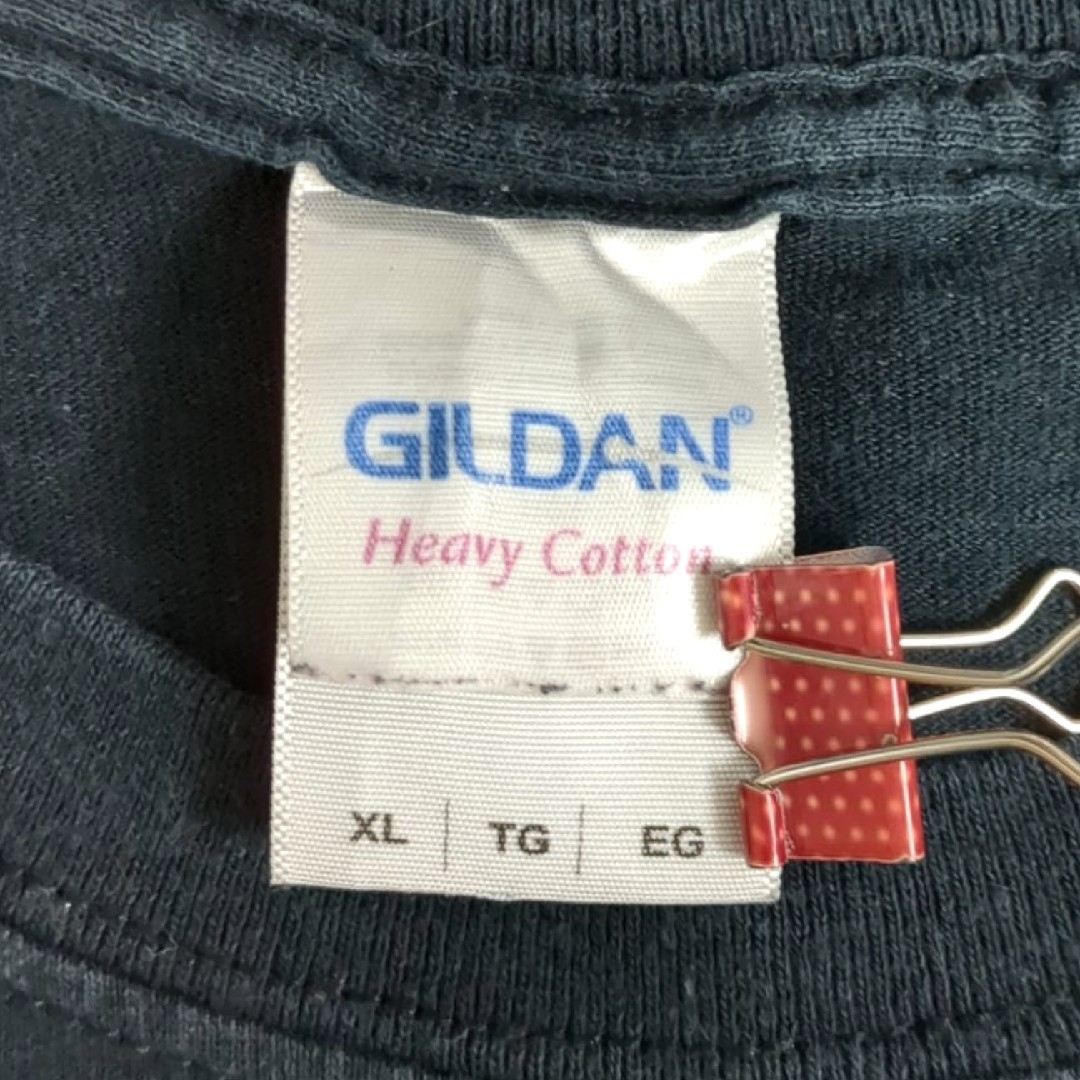 GILDAN®
Heavy Cotton
XL | TG | EG